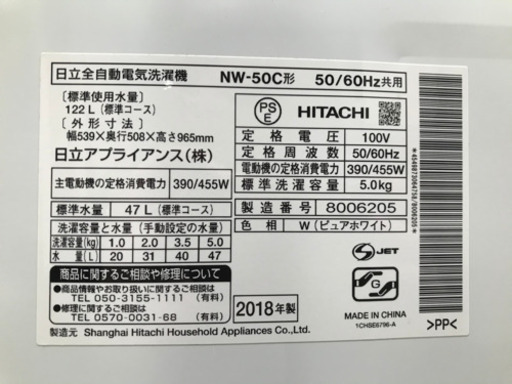 日立全自動電気洗濯機 NW-50C形 50/60Hz共用
〔標準使用水量〕
122L（標準コース）
〔外形寸法〕
幅539×奥行508×高さ965mm
日立アプライアンス（株）
主電動機の定格消費電力 390/455W
標準水量 47L（標準コース）
洗濯容量と水量（手動設定の水量）
洗濯容量(kg) 1.0 2.0 3.5 5.0
水量(L) 20 31 40 47
商品に関するご相談や修理について
●商品情報やお取り扱いに関するご相談
TEL 050-3155-1111（有料）
●修理に関するご相談
TEL 0570-0031-68（有料）
2018年製
製造元 Shanghai Hitachi Household Appliances Co., Ltd.
PS
E
HITACHI
定格電圧 100V
定格周波数 50/60Hz
電動機の定格消費電力 390/455W
標準洗濯容量 5.0kg
製造番号 8006205
色相 W（ピュアホワイト）
S JET
G
MADE IN CHINA
1CHSE6796-A
>PP<